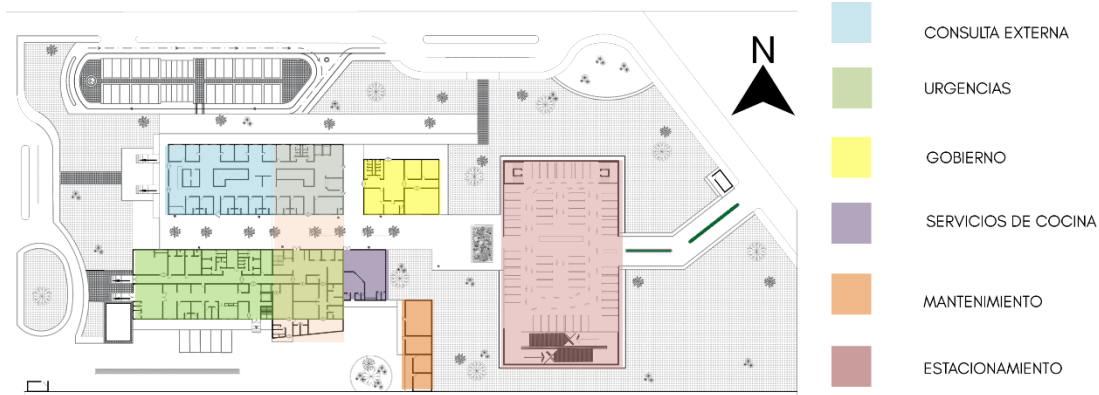 N
CONSULTA EXTERNA
URGENCIAS
GOBIERNO
SERVICIOS DE COCINA
MANTENIMIENTO
ESTACIONAMIENTO